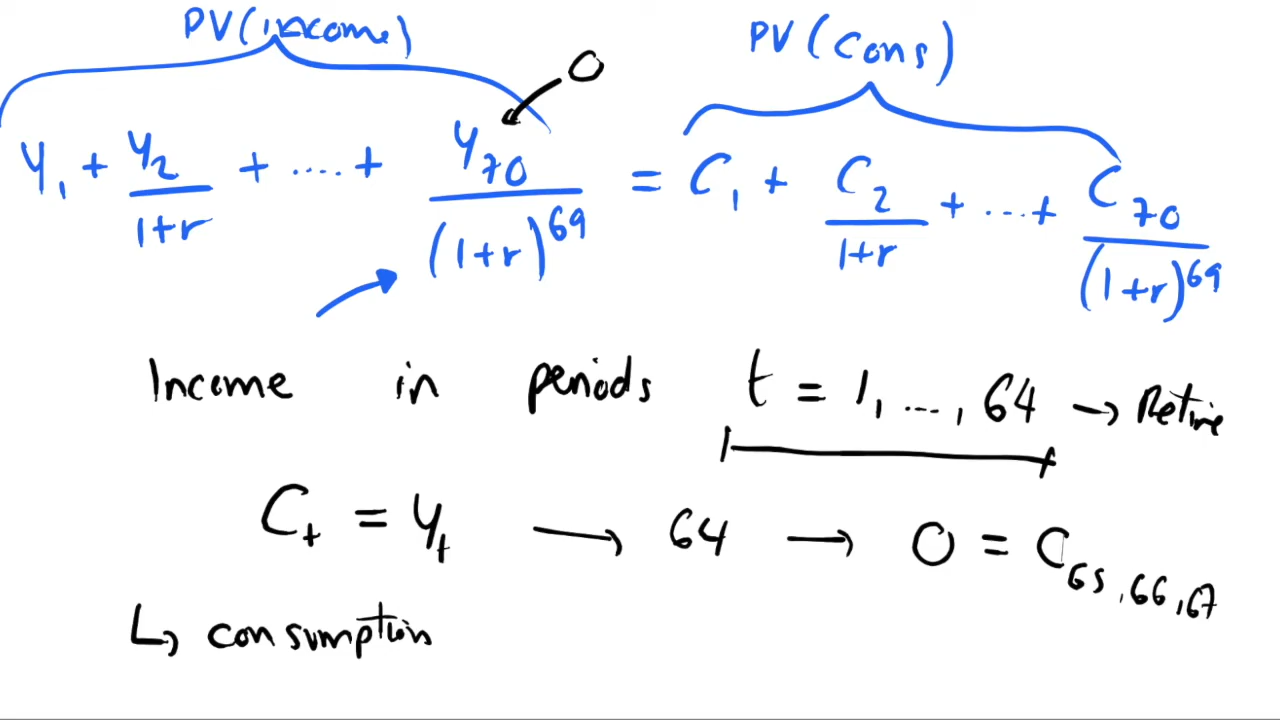 PV(income) PV(Cons)
0
y₁ + y₂/(1+r) + .... + y₇₀/(1+r)⁶⁹ = C₁ + C₂/(1+r) + ... + C₇₀/(1+r)⁶⁹
Income in periods t = 1, ..., 64 → Retire
Cₜ = yₜ → 64 → 0 = C₆₅,₆₆,₆₇
↳ consumption